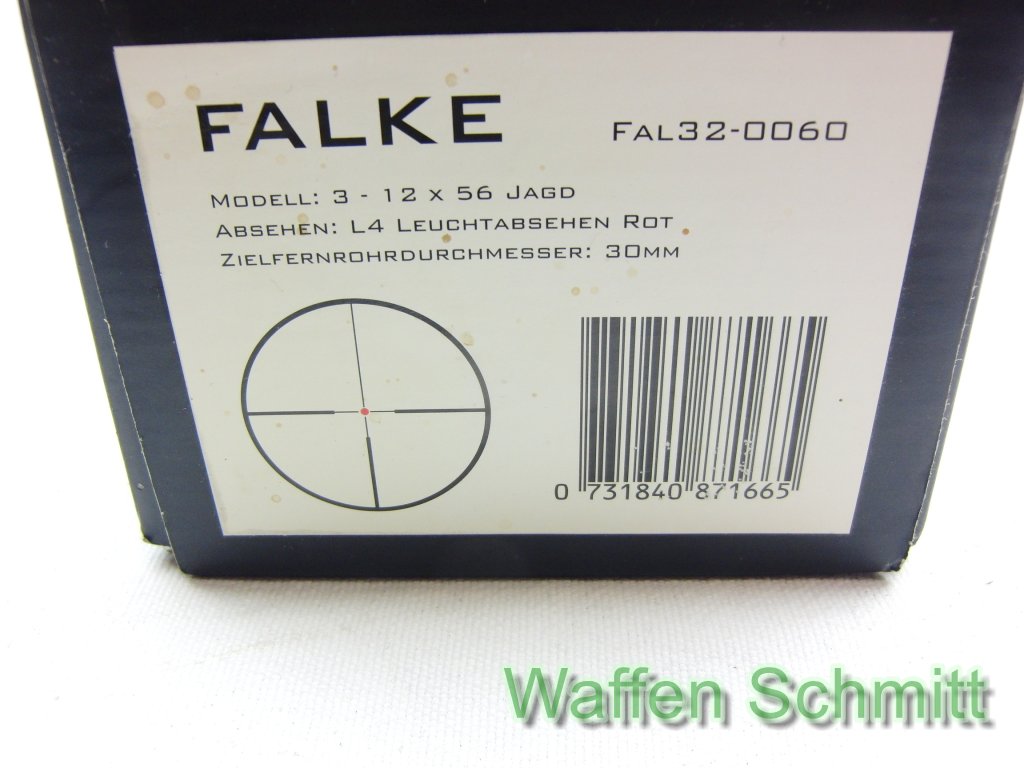 FALKE
FAL32-0060
MODELL: 3 - 12 X 56 JAGD
ABSEHEN: L4 LEUCHTABSEHEN ROT
ZIELFERNROHRDURCHMESSER: 30MM
0 731840 871665
Waffen Schmitt